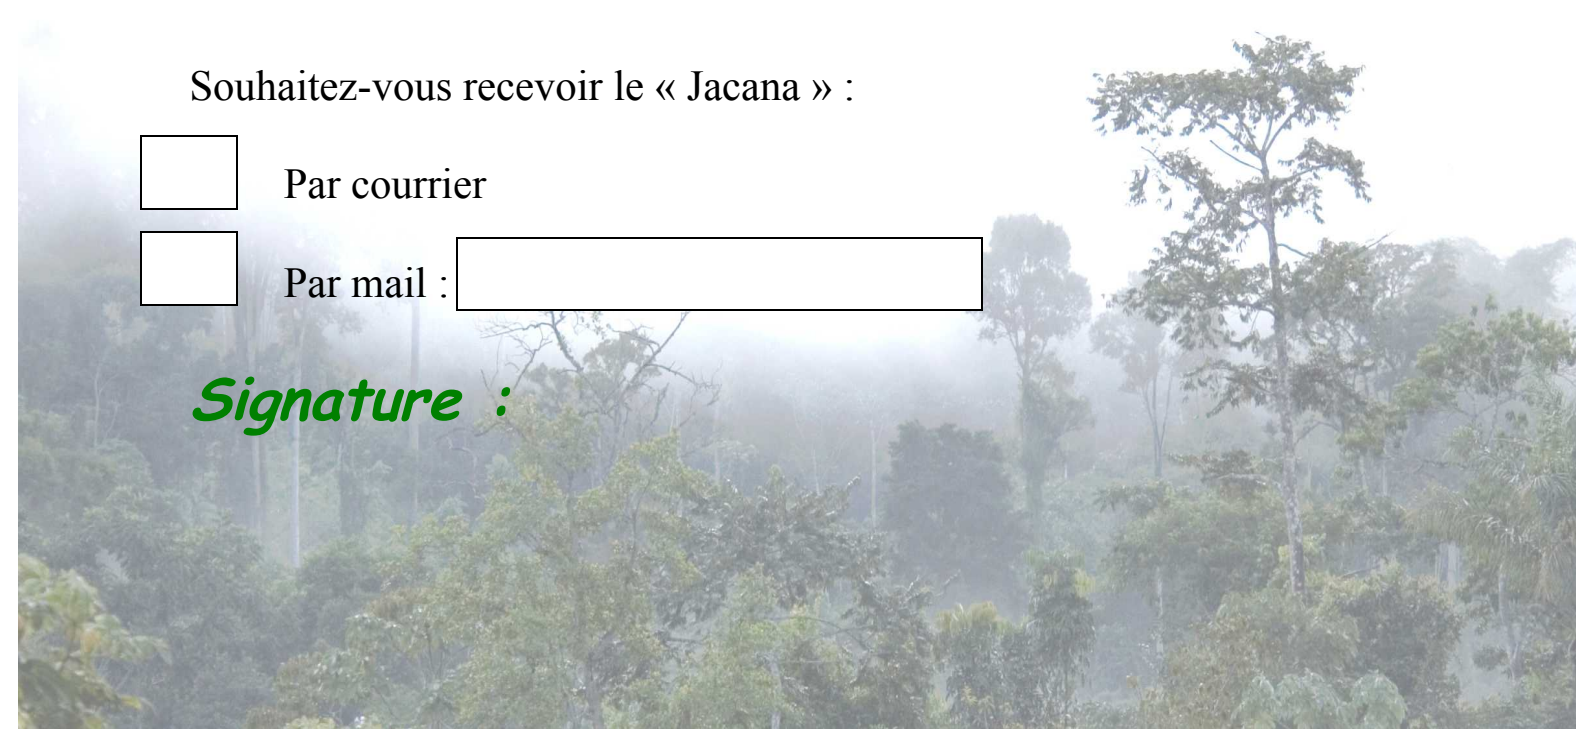 Souhaitez-vous recevoir le « Jacana » :
Par courrier
Par mail :
Signature :